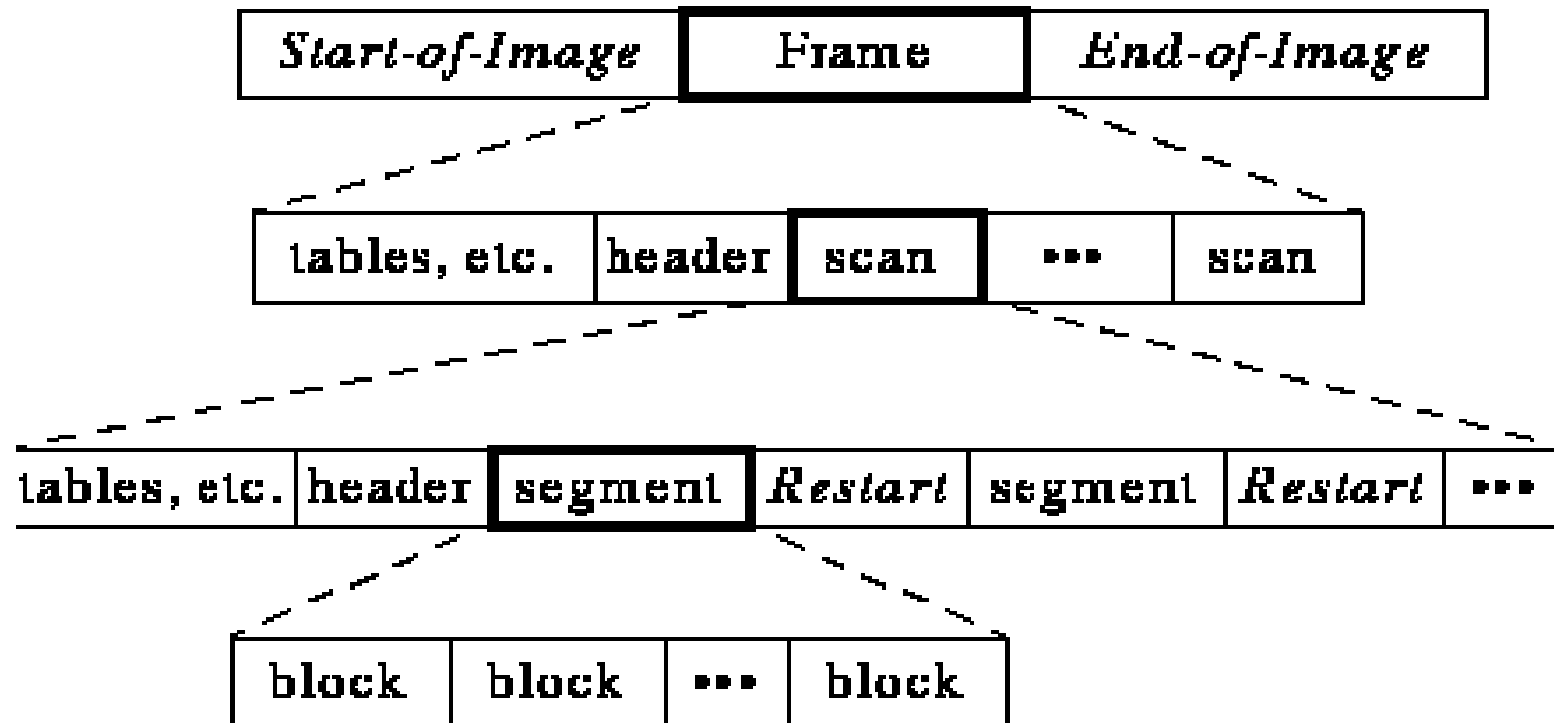 Start-of-Image Frame End-of-Image
tables, etc. header scan ••• scan
tables, etc. header segment Restart segment Restart •••
block block ••• block